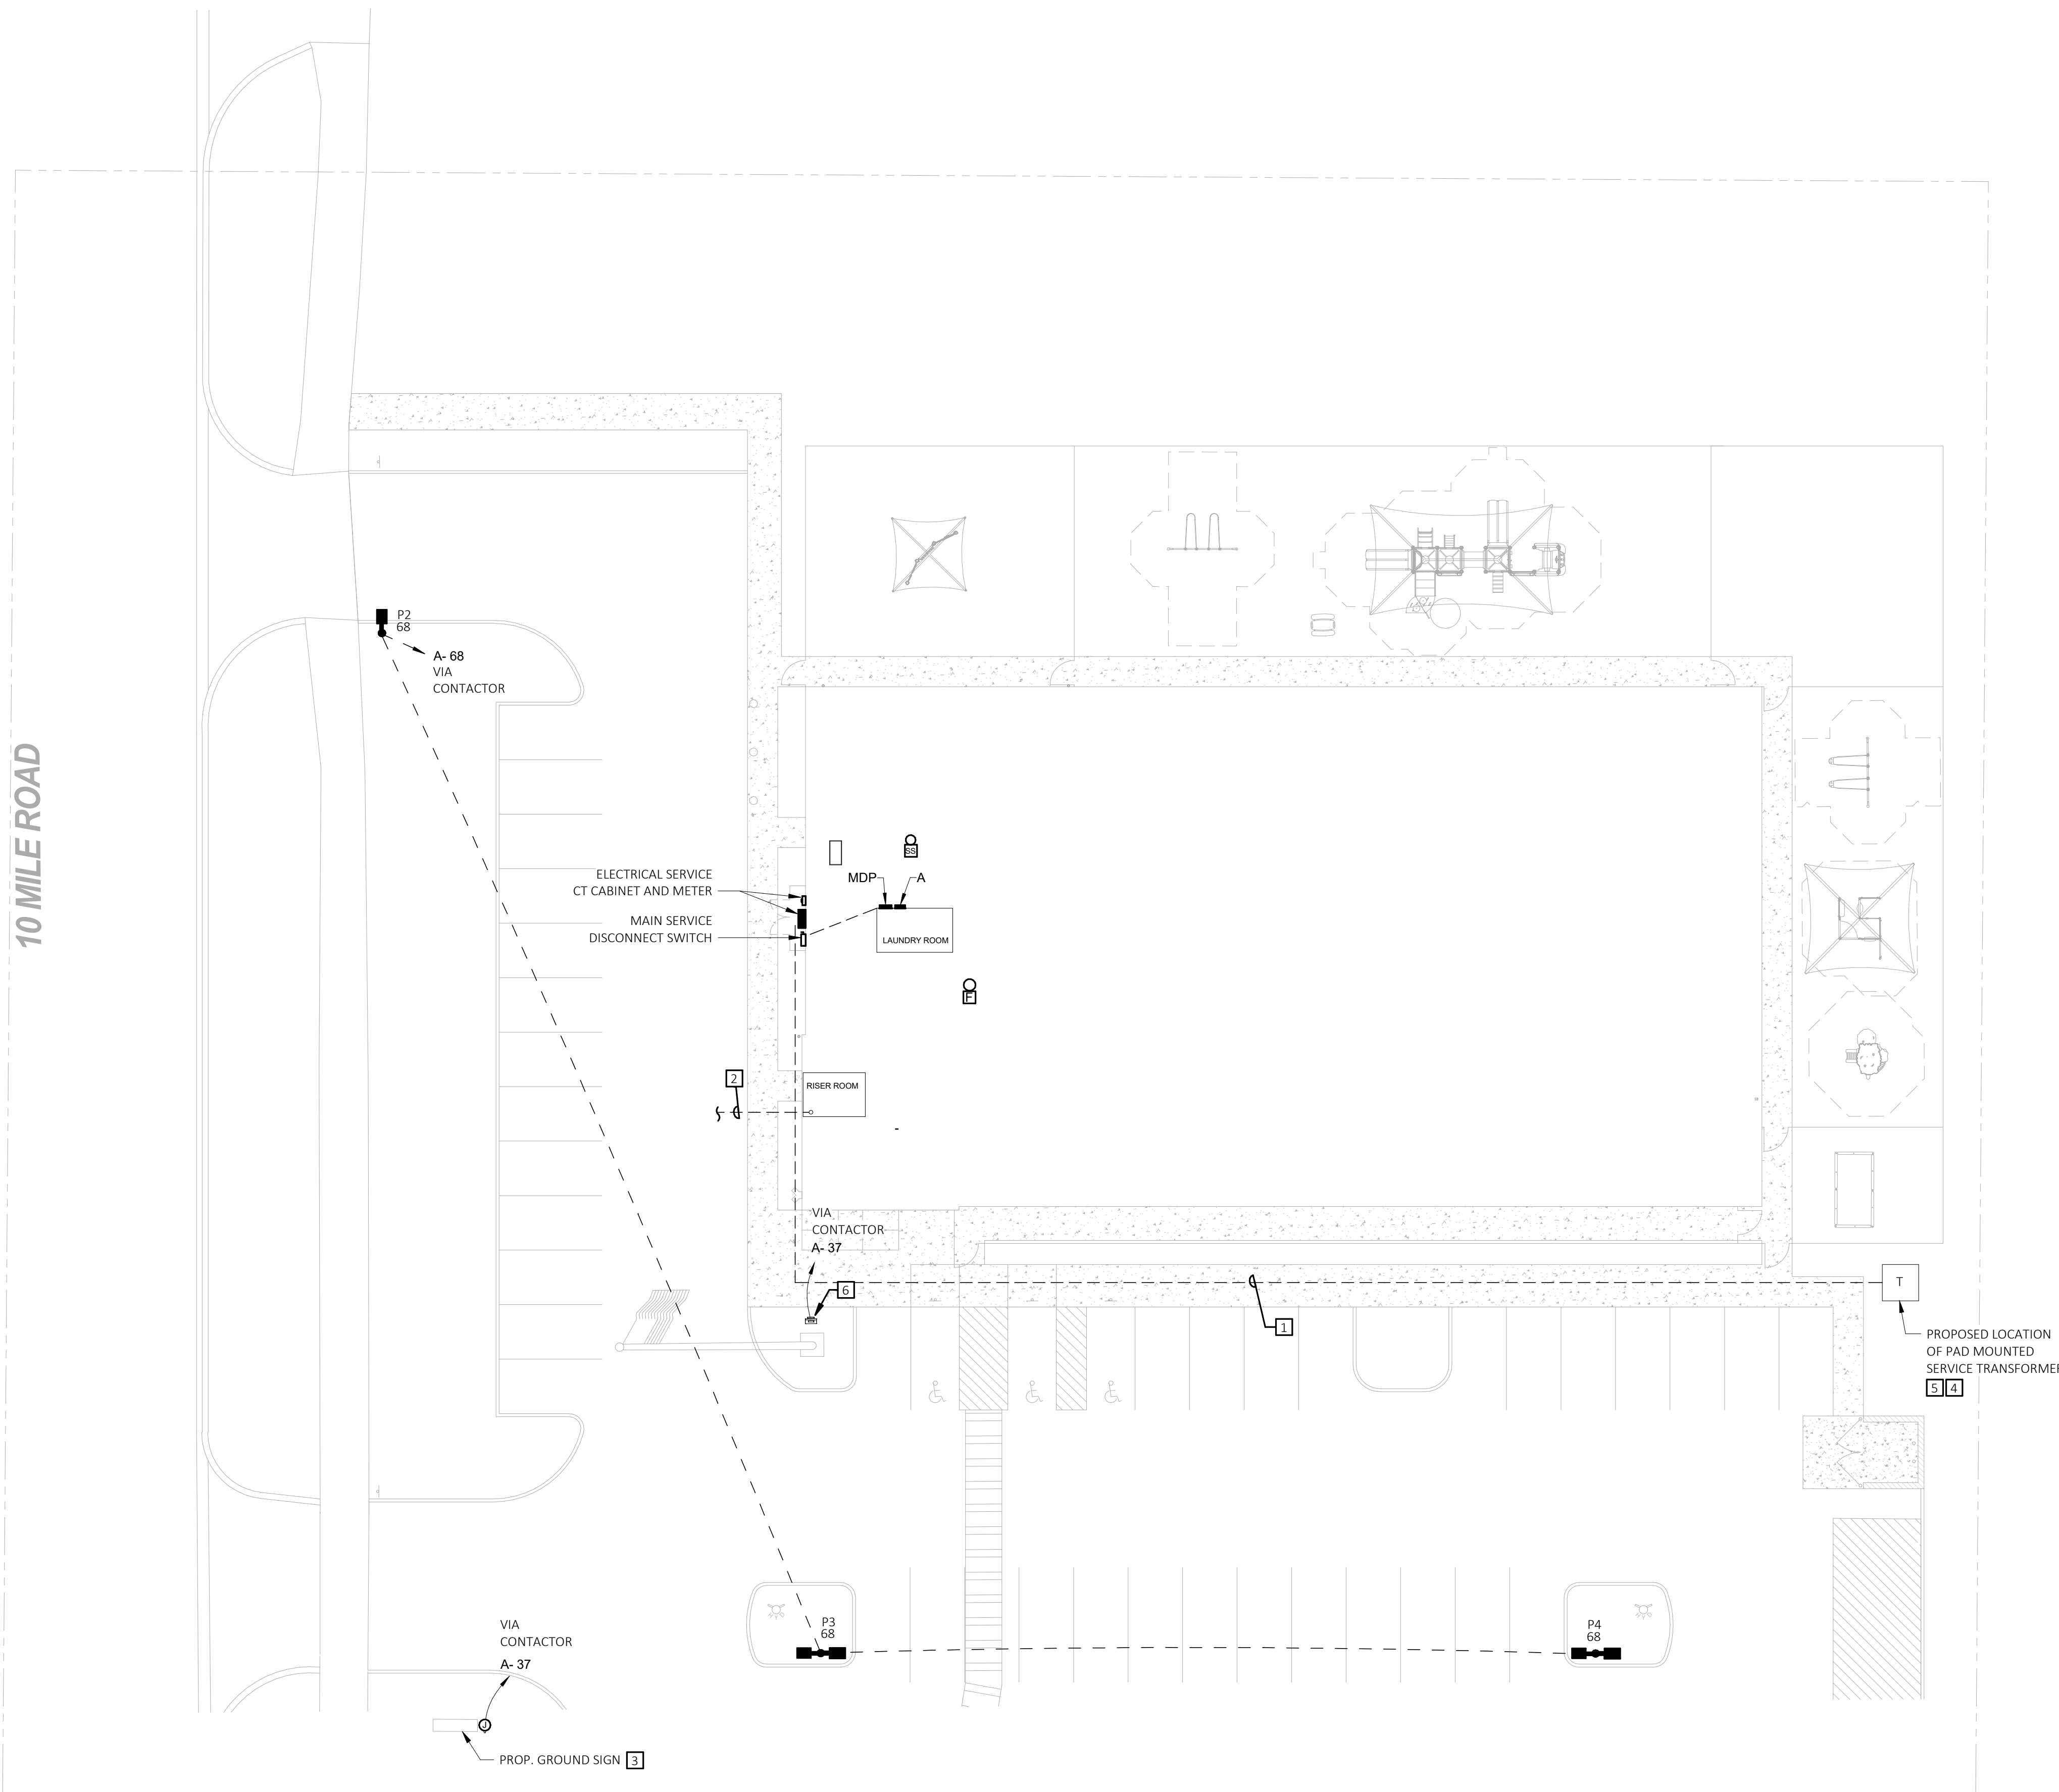 P2
68
A- 68
VIA
CONTACTOR
10 MILE ROAD
SS
ELECTRICAL SERVICE
CT CABINET AND METER
MDP
A
MAIN SERVICE
DISCONNECT SWITCH
LAUNDRY ROOM
F
2
RISER ROOM
-
VIA
CONTACTOR
A- 37
6
1
T
PROPOSED LOCATION
OF PAD MOUNTED
SERVICE TRANSFORMER
5 4
P3
68
P4
68
VIA
CONTACTOR
A- 37
J
PROP. GROUND SIGN 3